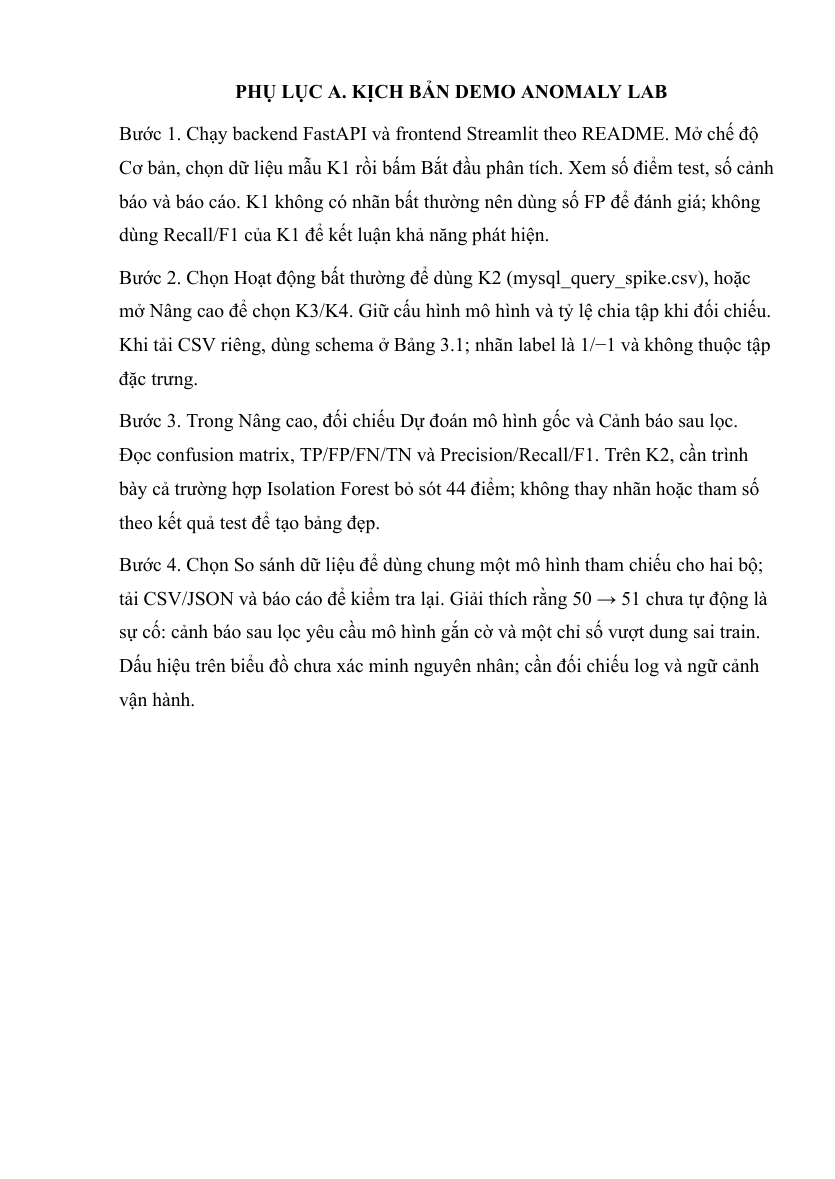 PHỤ LỤC A. KỊCH BẢN DEMO ANOMALY LAB
Bước 1. Chạy backend FastAPI và frontend Streamlit theo README. Mở chế độ
Cơ bản, chọn dữ liệu mẫu K1 rồi bấm Bắt đầu phân tích. Xem số điểm test, số cảnh
báo và báo cáo. K1 không có nhãn bất thường nên dùng số FP để đánh giá; không
dùng Recall/F1 của K1 để kết luận khả năng phát hiện.
Bước 2. Chọn Hoạt động bất thường để dùng K2 (mysql_query_spike.csv), hoặc
mở Nâng cao để chọn K3/K4. Giữ cấu hình mô hình và tỷ lệ chia tập khi đối chiếu.
Khi tải CSV riêng, dùng schema ở Bảng 3.1; nhãn label là 1/−1 và không thuộc tập
đặc trưng.
Bước 3. Trong Nâng cao, đối chiếu Dự đoán mô hình gốc và Cảnh báo sau lọc.
Đọc confusion matrix, TP/FP/FN/TN và Precision/Recall/F1. Trên K2, cần trình
bày cả trường hợp Isolation Forest bỏ sót 44 điểm; không thay nhãn hoặc tham số
theo kết quả test để tạo bảng đẹp.
Bước 4. Chọn So sánh dữ liệu để dùng chung một mô hình tham chiếu cho hai bộ;
tải CSV/JSON và báo cáo để kiểm tra lại. Giải thích rằng 50 → 51 chưa tự động là
sự cố: cảnh báo sau lọc yêu cầu mô hình gắn cờ và một chỉ số vượt dung sai train.
Dấu hiệu trên biểu đồ chưa xác minh nguyên nhân; cần đối chiếu log và ngữ cảnh
vận hành.